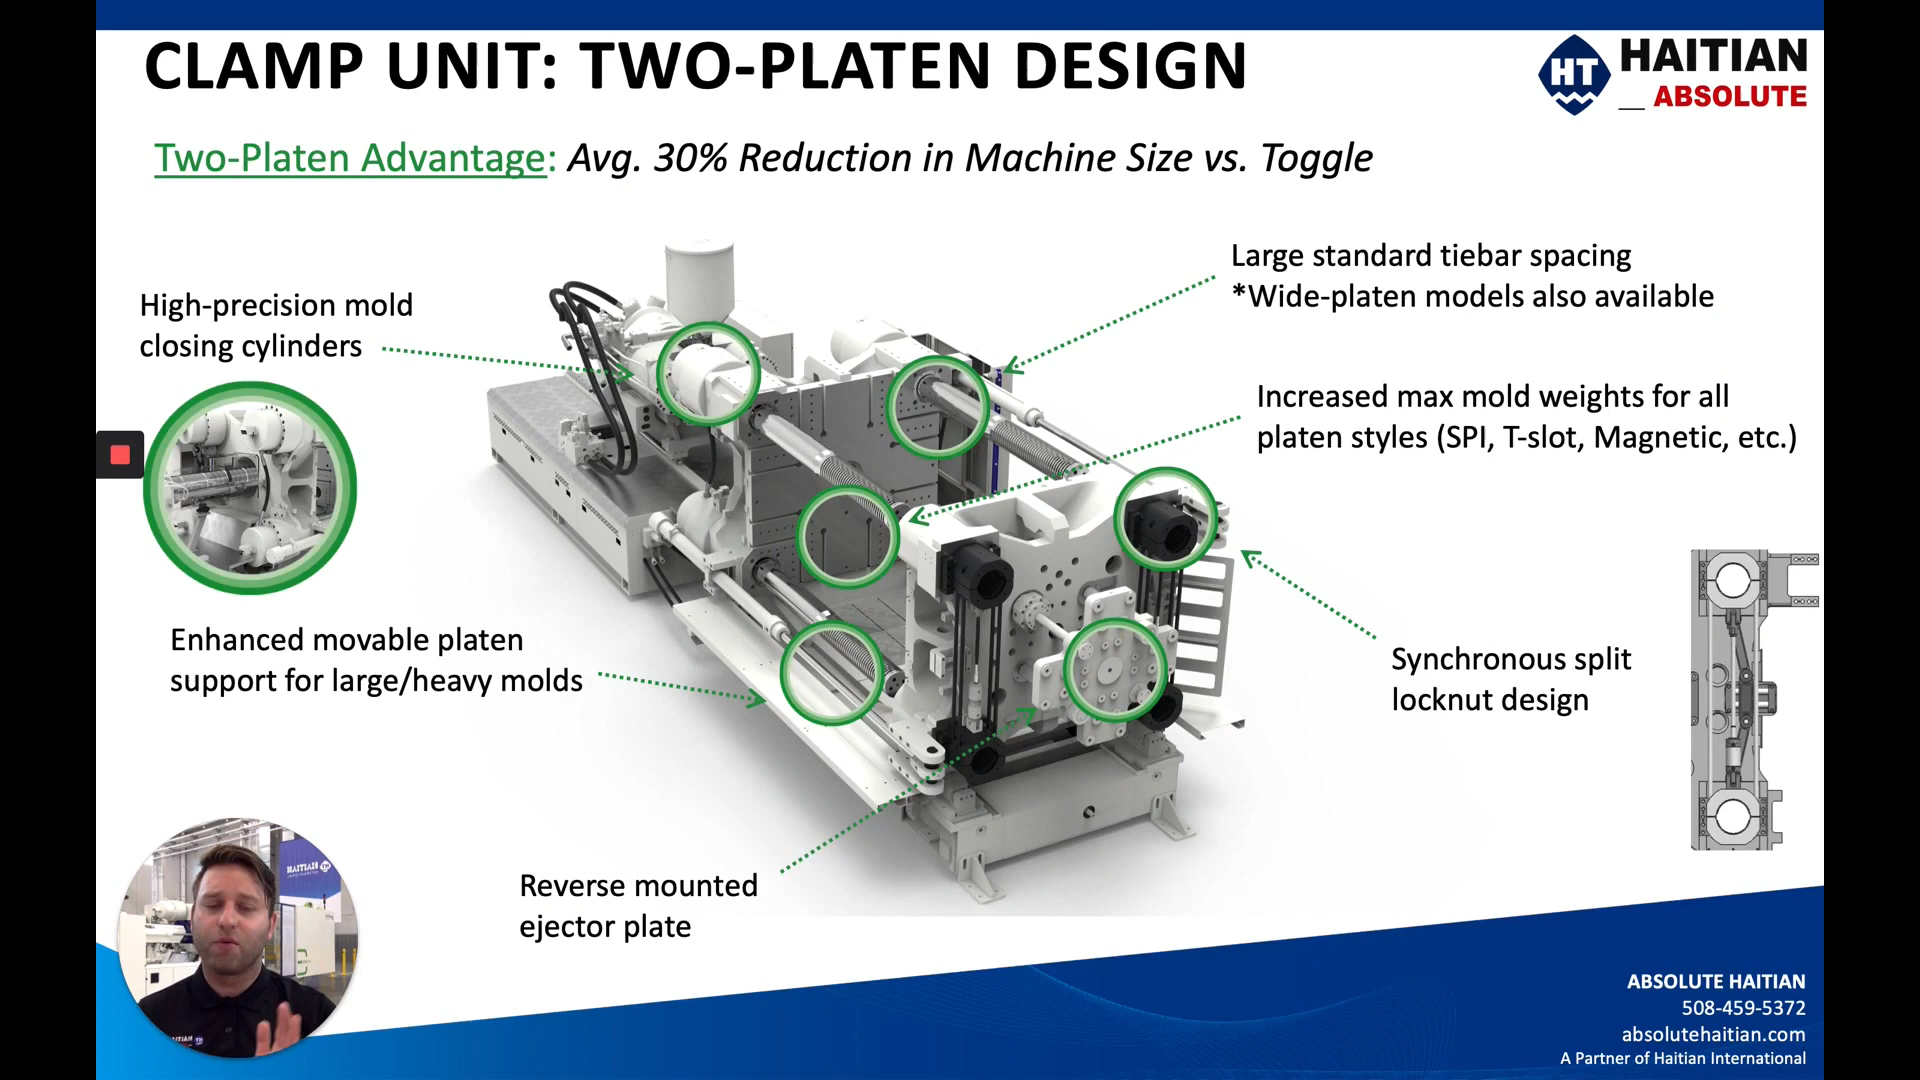 CLAMP UNIT: TWO-PLATEN DESIGN
HT HAITIAN
ABSOLUTE
Two-Platen Advantage: Avg. 30% Reduction in Machine Size vs. Toggle
High-precision mold
closing cylinders
Large standard tiebar spacing
*Wide-platen models also available
Increased max mold weights for all
platen styles (SPI, T-slot, Magnetic, etc.)
Enhanced movable platen
support for large/heavy molds
Synchronous split
locknut design
Reverse mounted
ejector plate
HAITIAN
ABSOLUTE HAITIAN
508-459-5372
absolutehaitian.com
A Partner of Haitian International